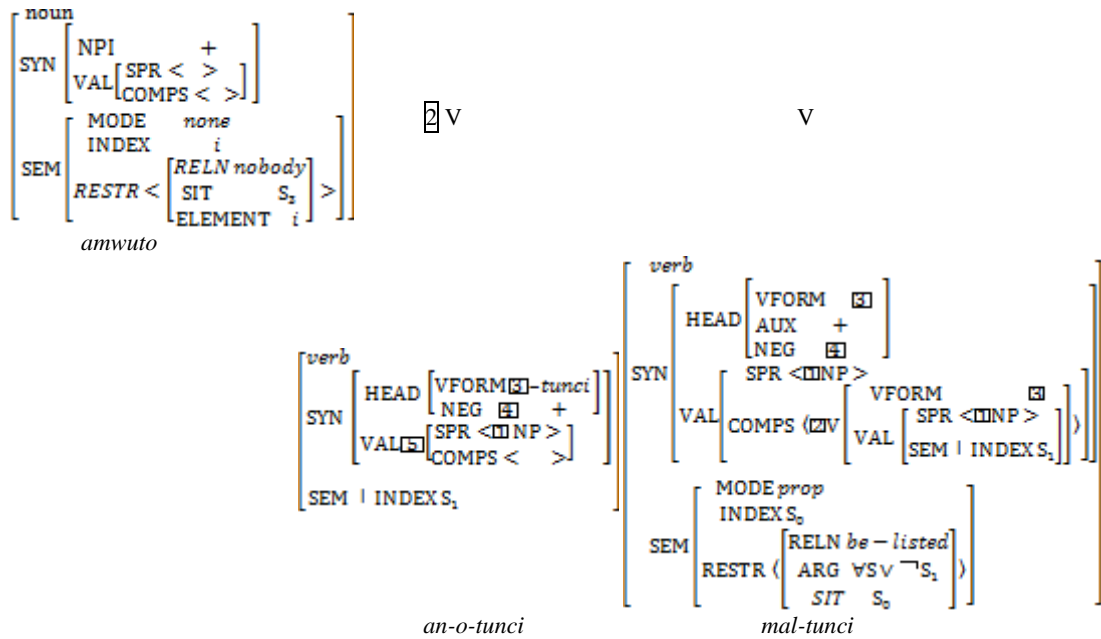 noun
SYN [NPI +
VAL [SPR < >
COMPS < >]]
SEM [MODE none
INDEX i
RESTR < [RELN nobody
SIT S₂
ELEMENT i] >]
amwuto
2 V
V
[verb
SYN [HEAD [VFORM 3 –tunci
NEG 4 +]
VAL 5 [SPR < 1 NP >
COMPS < >]]
SEM | INDEX S₁]
an-o-tunci
[verb
SYN [HEAD [VFORM 3
AUX +
NEG 4]
VAL [SPR < 1 NP >
COMPS ⟨ 2 V [VFORM 3
VAL [SPR < 1 NP >
SEM | INDEX S₁]] ⟩]]
SEM [MODE prop
INDEX S₀
RESTR ⟨ [RELN be – listed
ARG ∀S ∨ ¬S₁
SIT S₀] ⟩]]
mal-tunci